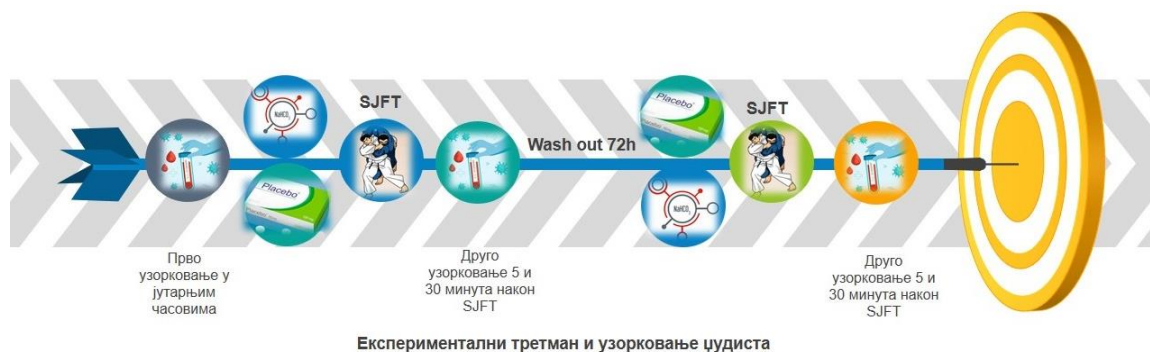 SJFT
SJFT
NaHCO₃
Placebo
Placebo
NaHCO₃
Wash out 72h
Прво
узорковање у
јутарњим
часовима
Друго
узорковање 5 и
30 минута након
SJFT
Друго
узорковање 5 и
30 минута након
SJFT
Експериментални третман и узорковање џудиста